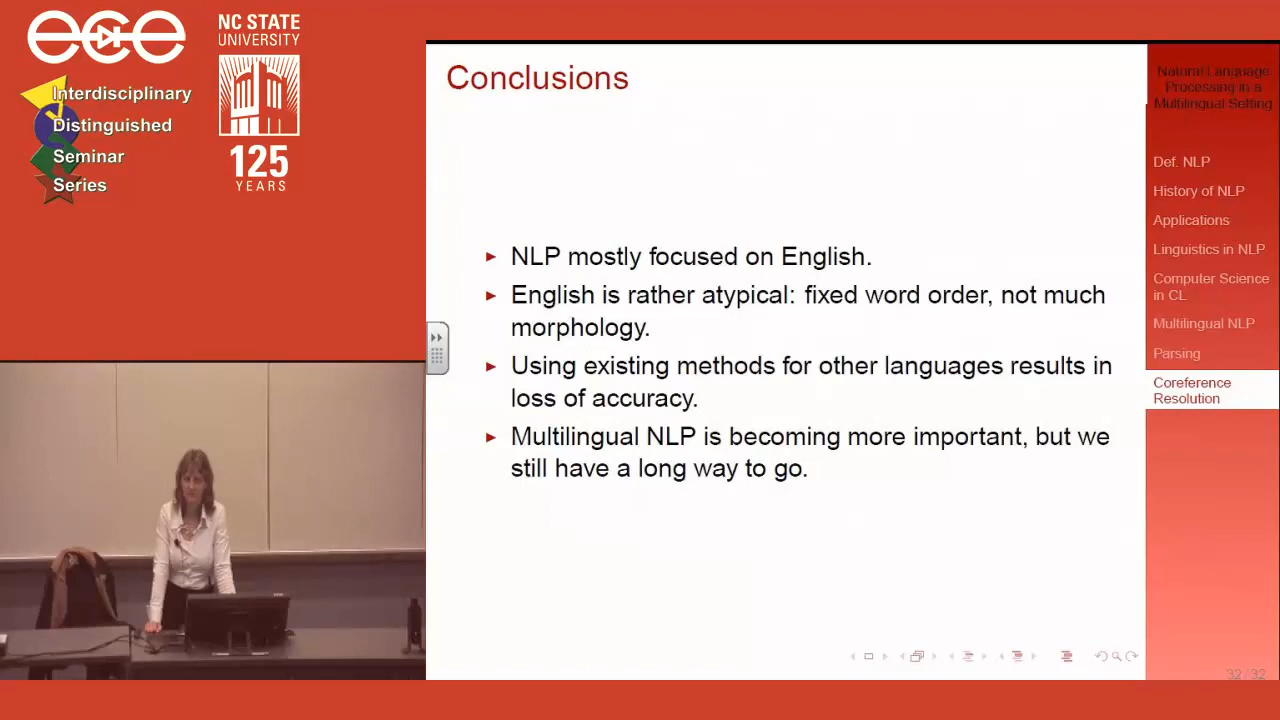 ece
NC STATE
UNIVERSITY
Interdisciplinary
Distinguished
Seminar
Series
125
YEARS
Conclusions
NLP mostly focused on English.
English is rather atypical: fixed word order, not much
morphology.
Using existing methods for other languages results in
loss of accuracy.
Multilingual NLP is becoming more important, but we
still have a long way to go.
Natural Language
Processing in a
Multilingual Setting
Def. NLP
History of NLP
Applications
Linguistics in NLP
Computer Science
in CL
Multilingual NLP
Parsing
Coreference
Resolution
32 / 32